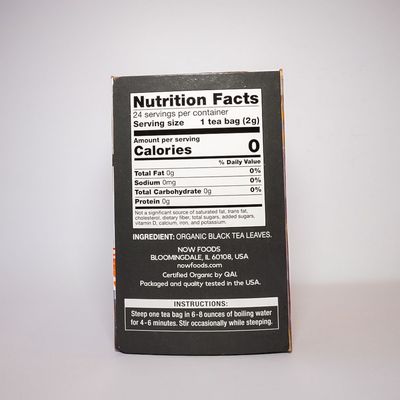 Nutrition Facts
24 servings per container
Serving size 1 tea bag (2g)
Amount per serving
Calories 0
% Daily Value
Total Fat 0g 0%
Sodium 0mg 0%
Total Carbohydrate 0g 0%
Protein 0g
Not a significant source of saturated fat, trans fat,
cholesterol, dietary fiber, total sugars, added sugars,
vitamin D, calcium, iron, and potassium.
INGREDIENT: ORGANIC BLACK TEA LEAVES.
NOW FOODS
BLOOMINGDALE, IL 60108, USA
nowfoods.com
Certified Organic by QAI.
Packaged and quality tested in the USA.
INSTRUCTIONS:
Steep one tea bag in 6-8 ounces of boiling water
for 4-6 minutes. Stir occasionally while steeping.